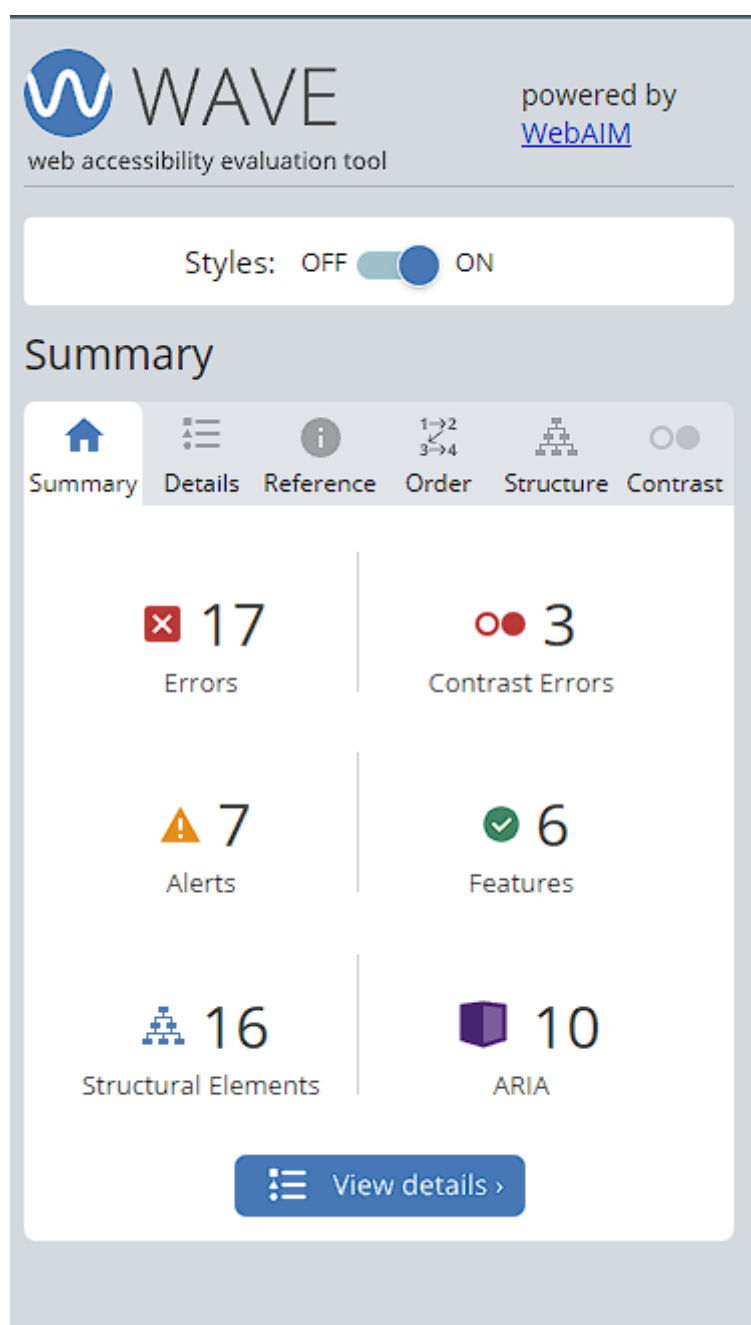 WAVE
powered by
WebAIM
web accessibility evaluation tool
Styles: OFF ON
Summary
1→2
3→4
Summary Details Reference Order Structure Contrast
17 3
Errors Contrast Errors
7 6
Alerts Features
16 10
Structural Elements ARIA
View details ›